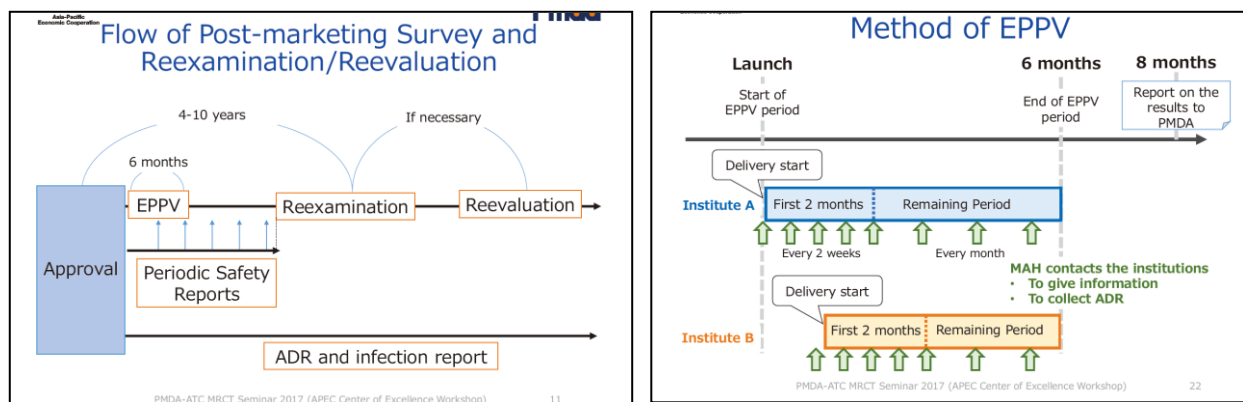 Asia-Pacific
Economic Cooperation
Flow of Post-marketing Survey and
Reexamination/Reevaluation
4-10 years
If necessary
6 months
EPPV
Reexamination
Reevaluation
Approval
Periodic Safety
Reports
ADR and infection report
PMDA-ATC MRCT Seminar 2017 (APEC Center of Excellence Workshop)
11
Method of EPPV
Launch
6 months
8 months
Start of
EPPV period
End of EPPV
period
Report on the
results to
PMDA
Delivery start
Institute A
First 2 months
Remaining Period
Every 2 weeks
Every month
MAH contacts the institutions
• To give information
• To collect ADR
Delivery start
Institute B
First 2 months
Remaining Period
PMDA-ATC MRCT Seminar 2017 (APEC Center of Excellence Workshop)
22